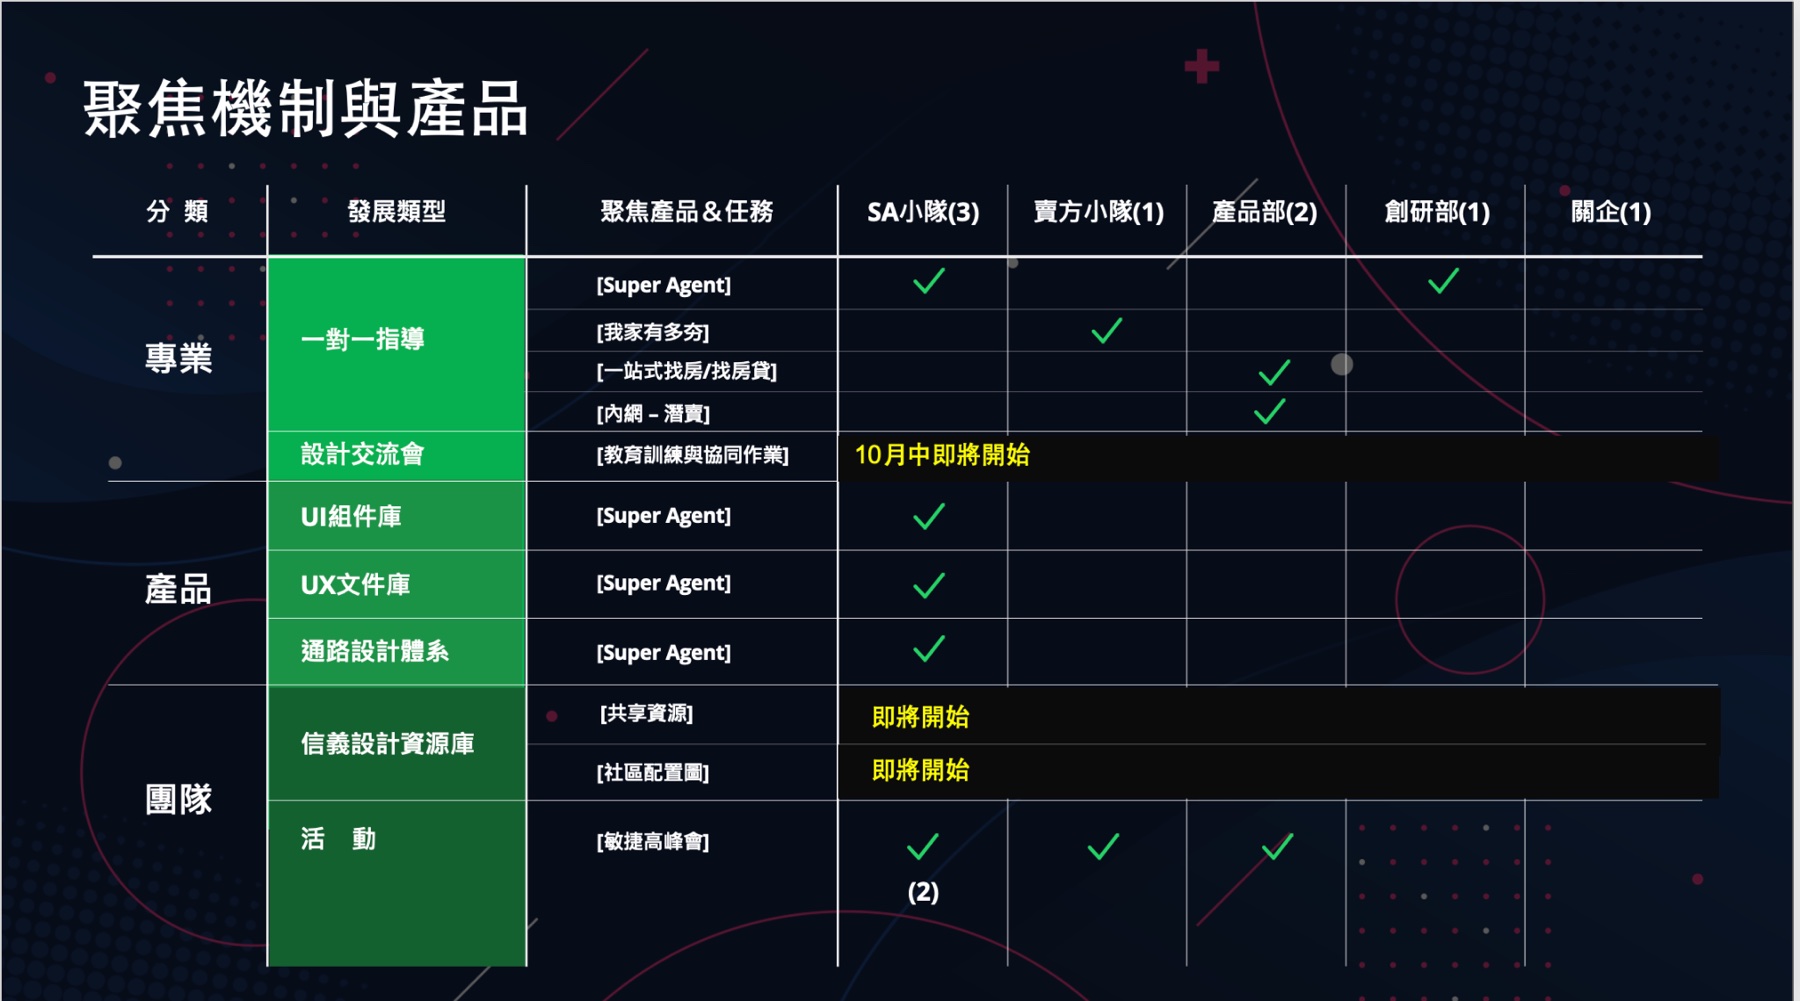 聚焦機制與產品
分 類 發展類型 聚焦產品＆任務 SA小隊(3) 賣方小隊(1) 產品部(2) 創研部(1) 關企(1)
專業
一對一指導
[Super Agent]
[我家有多夯]
[一站式找房/找房貸]
[內網 – 潛賣]
設計交流會 [教育訓練與協同作業] 10月中即將開始
產品
UI組件庫 [Super Agent]
UX文件庫 [Super Agent]
通路設計體系 [Super Agent]
團隊
信義設計資源庫
[共享資源] 即將開始
[社區配置圖] 即將開始
活 動 [敏捷高峰會]
(2)